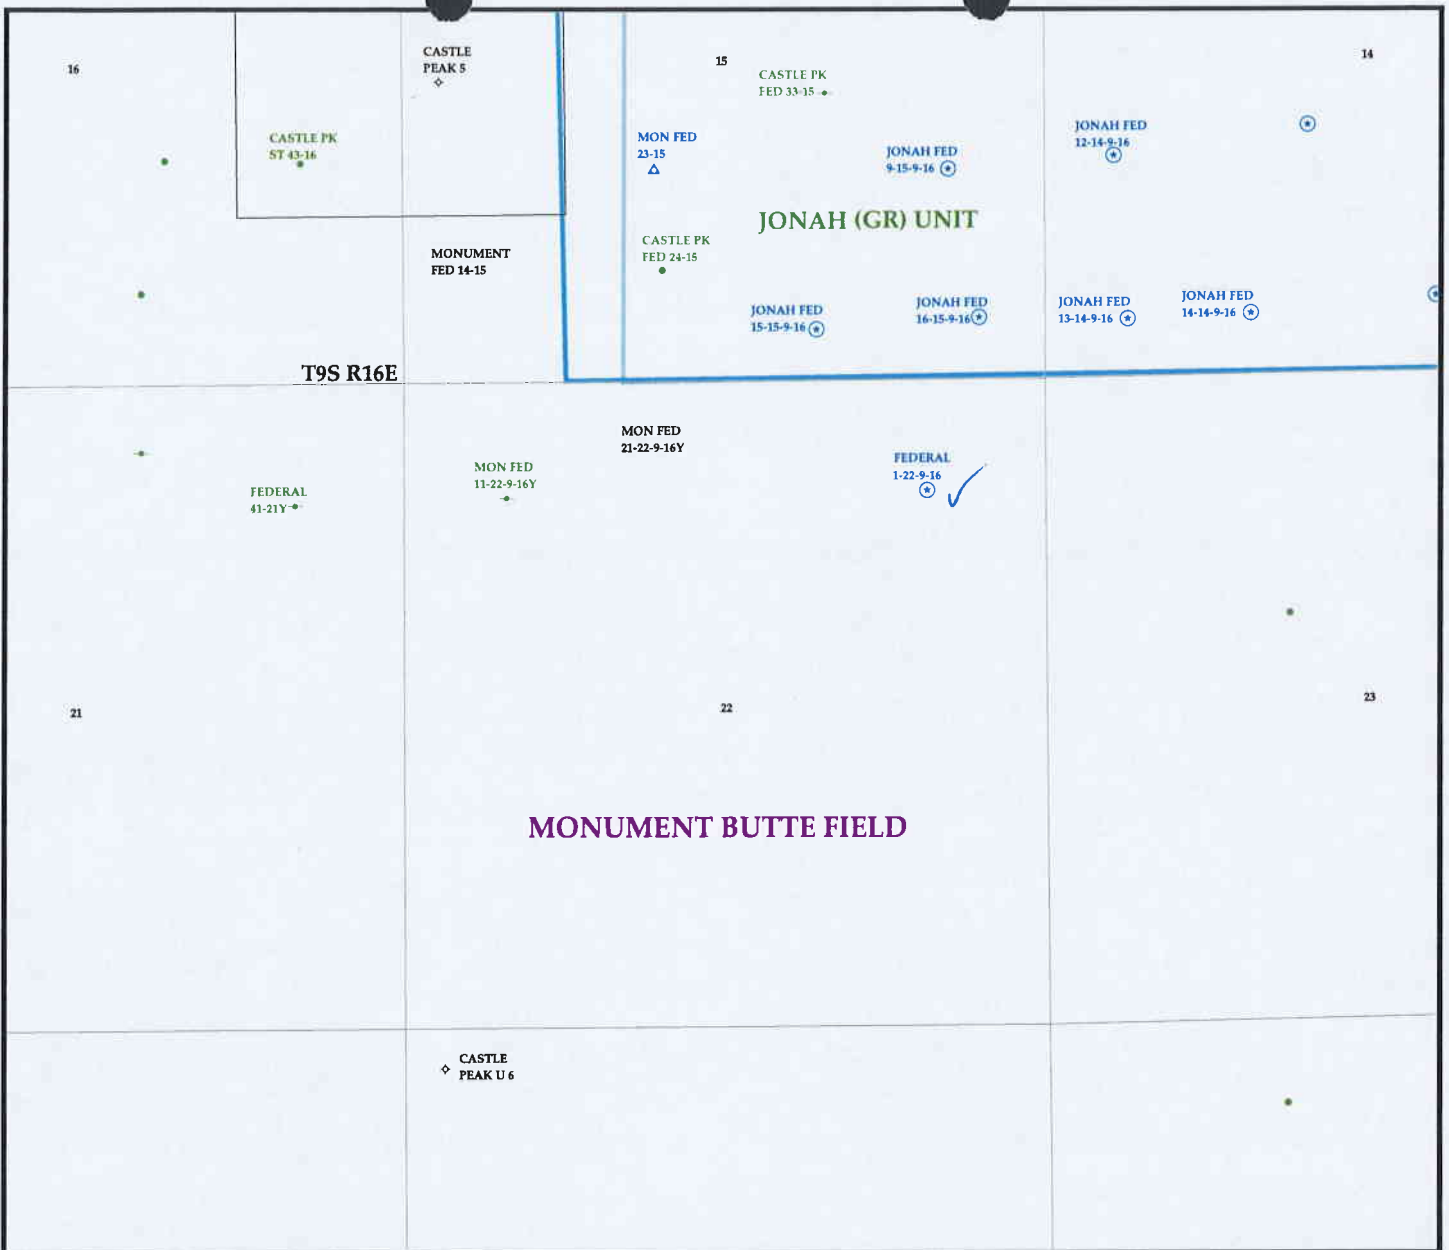 CASTLE
PEAK 5
16
15
14
CASTLE PK
FED 33-15
CASTLE PK
ST 43-16
MON FED
23-15
JONAH FED
9-15-9-16
JONAH FED
12-14-9-16
JONAH (GR) UNIT
MONUMENT
FED 14-15
CASTLE PK
FED 24-15
JONAH FED
15-15-9-16
JONAH FED
16-15-9-16
JONAH FED
13-14-9-16
JONAH FED
14-14-9-16
T9S R16E
MON FED
21-22-9-16Y
FEDERAL
41-21Y
MON FED
11-22-9-16Y
FEDERAL
1-22-9-16
21
22
23
MONUMENT BUTTE FIELD
CASTLE
PEAK U 6